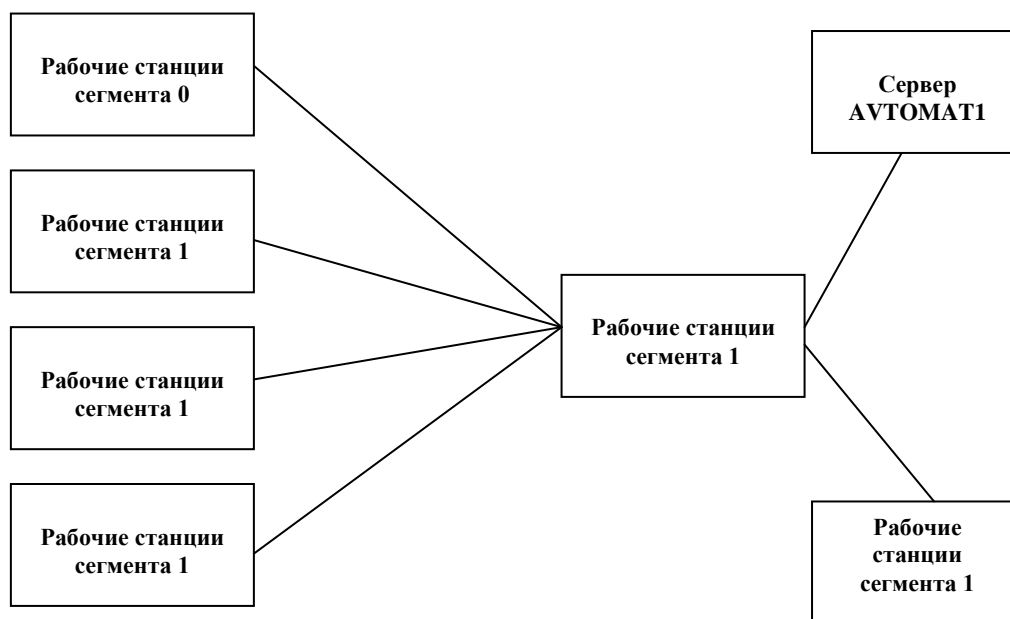 Рабочие станции
сегмента 0
Рабочие станции
сегмента 1
Рабочие станции
сегмента 1
Рабочие станции
сегмента 1
Рабочие станции
сегмента 1
Сервер
AVTOMAT1
Рабочие
станции
сегмента 1